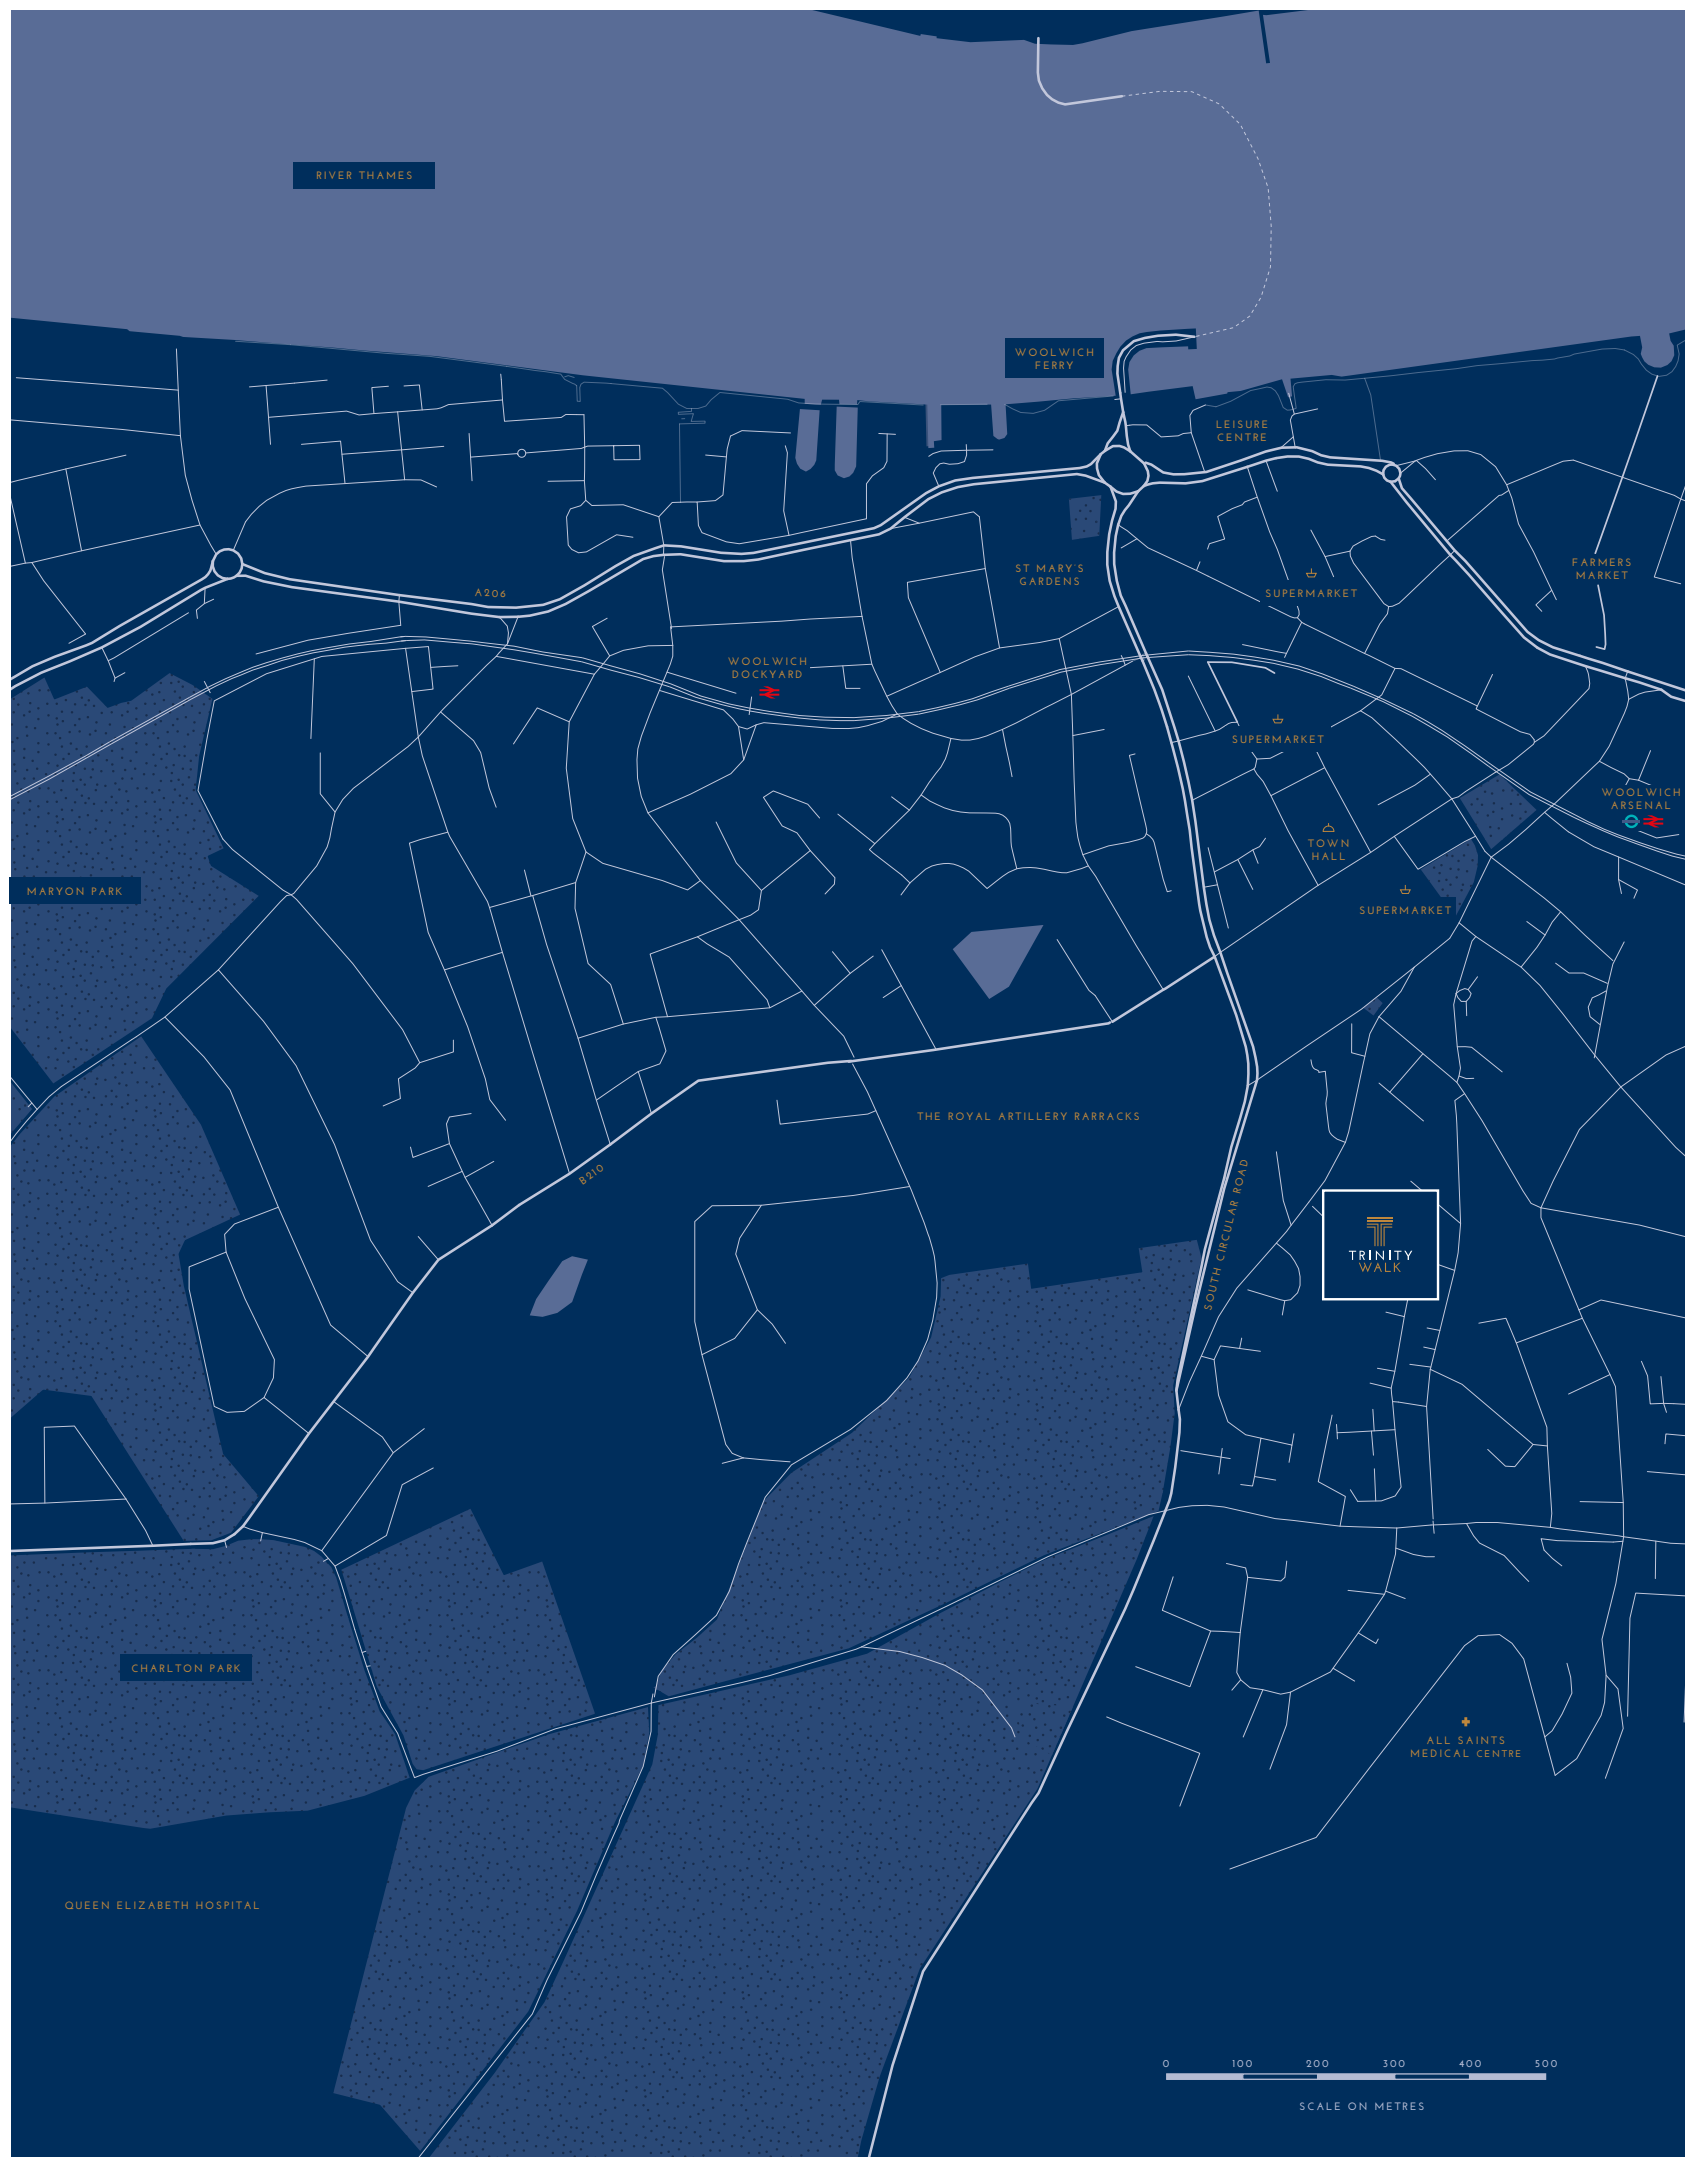 RIVER THAMES
WOOLWICH
FERRY
LEISURE
CENTRE
ST MARY'S
GARDENS
FARMERS
MARKET
SUPERMARKET
A206
WOOLWICH
DOCKYARD
SUPERMARKET
WOOLWICH
ARSENAL
TOWN
HALL
MARYON PARK
SUPERMARKET
THE ROYAL ARTILLERY RARRACKS
B210
SOUTH CIRCULAR ROAD
TRINITY
WALK
CHARLTON PARK
ALL SAINTS
MEDICAL CENTRE
QUEEN ELIZABETH HOSPITAL
0 100 200 300 400 500
SCALE ON METRES